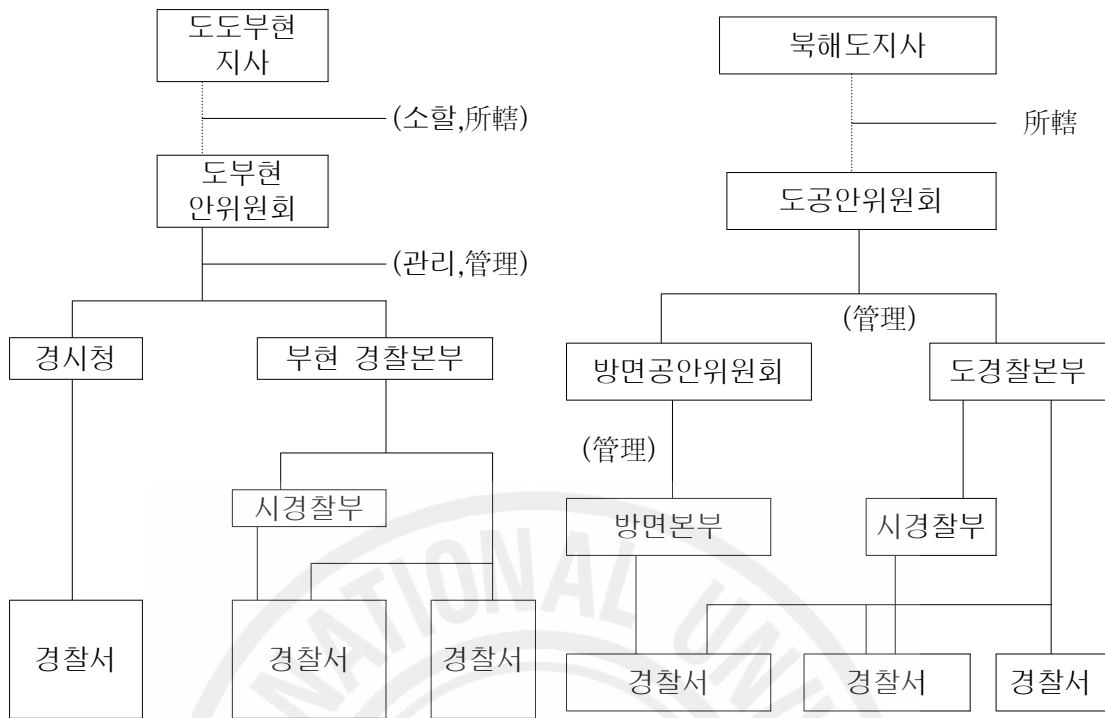 도도부현
지사
(소할,所轄)
도부현
안위원회
(관리,管理)
경시청
부현 경찰본부
시경찰부
경찰서
경찰서
경찰서
북해도지사
所轄
도공안위원회
(管理)
방면공안위원회
도경찰본부
(管理)
방면본부
시경찰부
경찰서
경찰서
경찰서
NATIONAL UNI